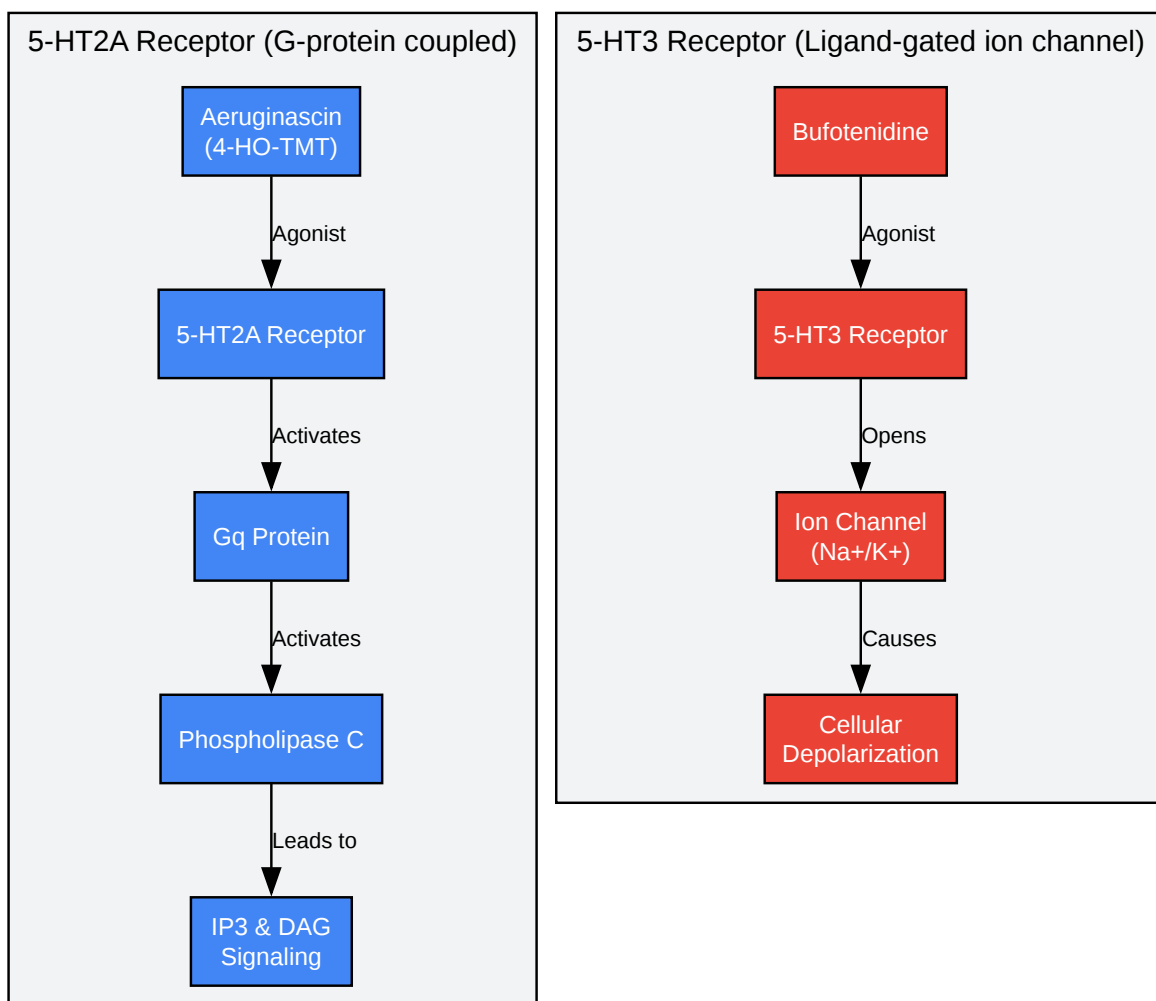 5-HT2A Receptor (G-protein coupled)
Aeruginascin
(4-HO-TMT)
Agonist
5-HT2A Receptor
Activates
Gq Protein
Activates
Phospholipase C
Leads to
IP3 & DAG
Signaling
5-HT3 Receptor (Ligand-gated ion channel)
Bufotenidine
Agonist
5-HT3 Receptor
Opens
Ion Channel
(Na+/K+)
Causes
Cellular
Depolarization